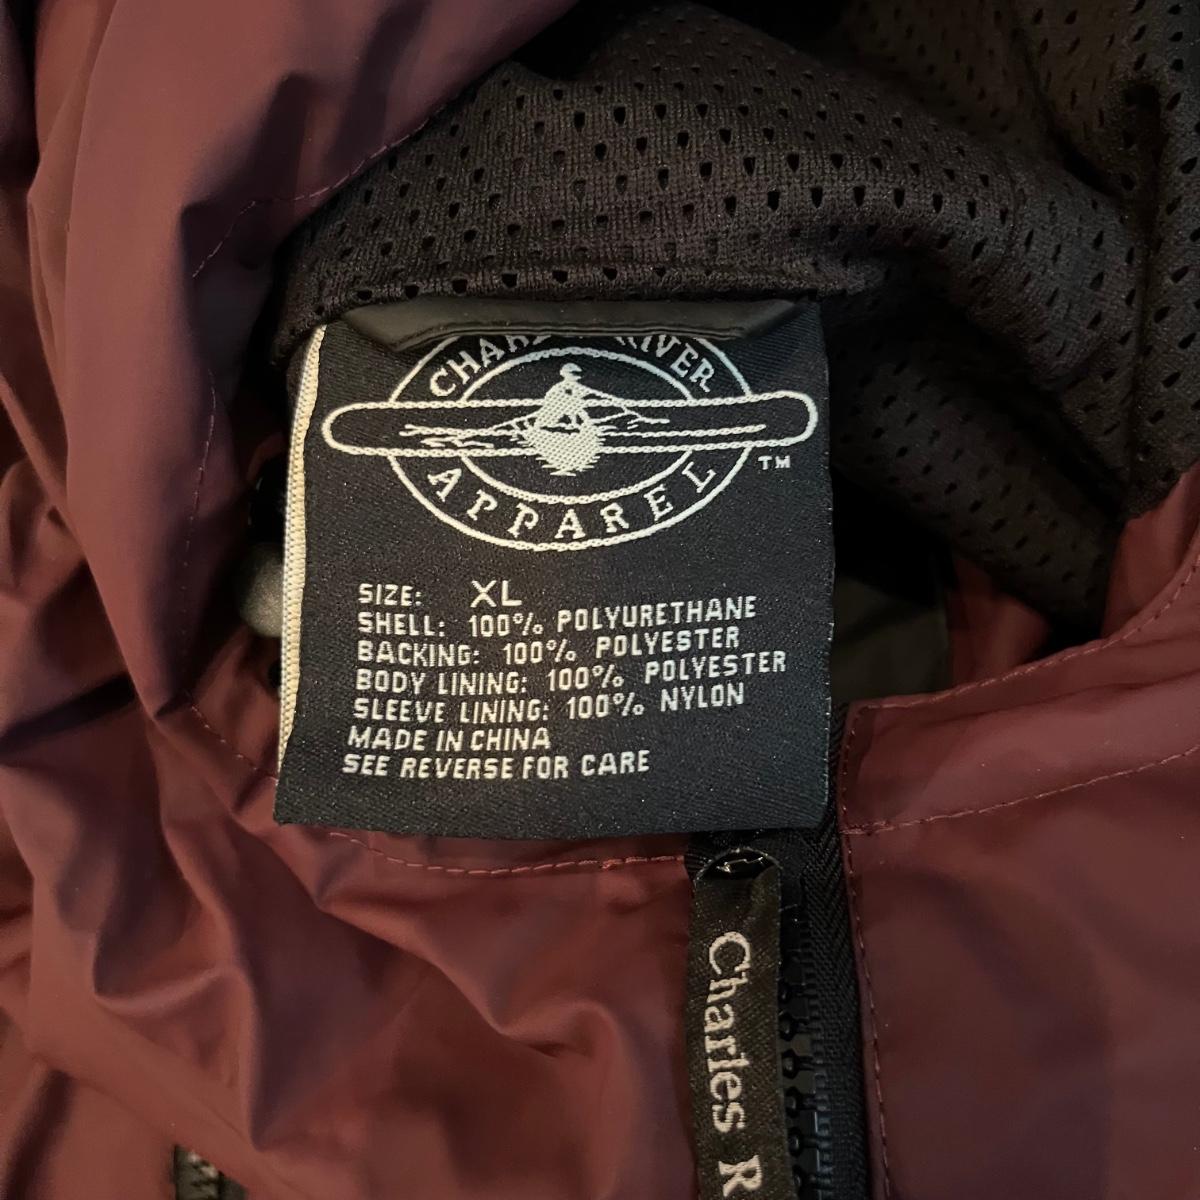 RIVER
APPAREL
TM
SIZE: XL
SHELL: 100% POLYURETHANE
BACKING: 100% POLYESTER
BODY LINING: 100% POLYESTER
SLEEVE LINING: 100% NYLON
MADE IN CHINA
SEE REVERSE FOR CARE
Charles R